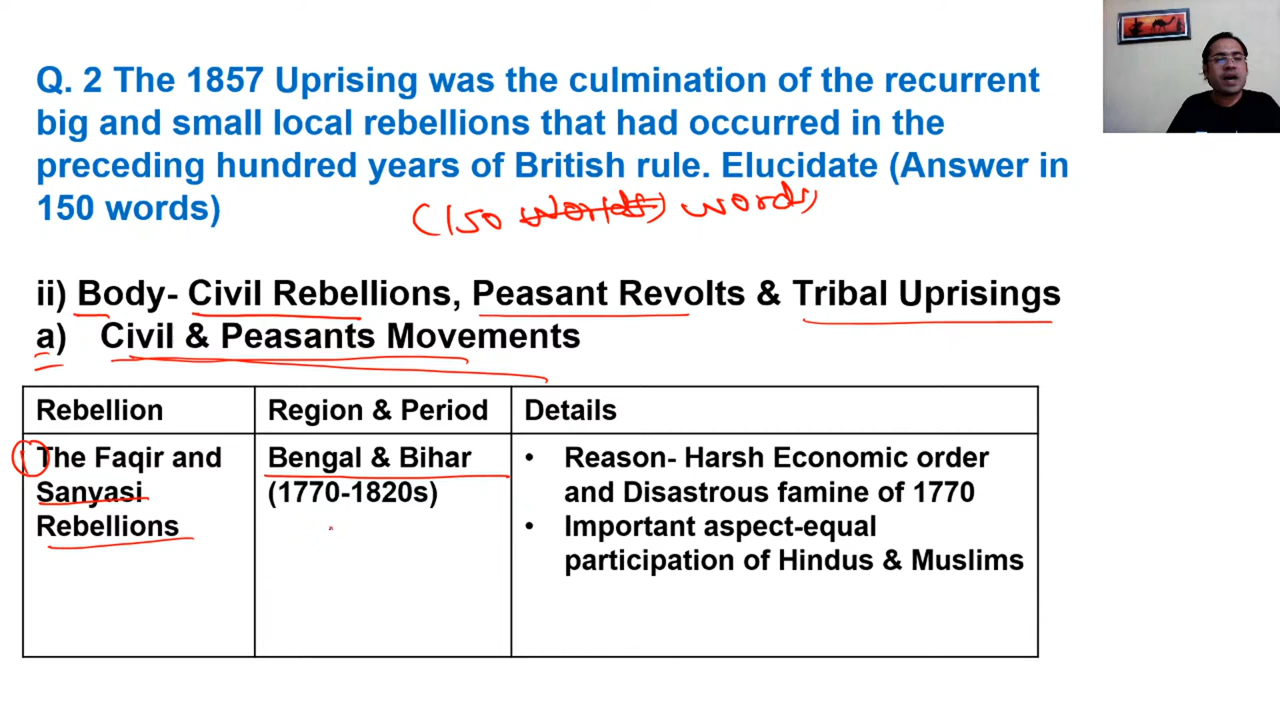 Q. 2 The 1857 Uprising was the culmination of the recurrent
big and small local rebellions that had occurred in the
preceding hundred years of British rule. Elucidate (Answer in
150 words)
(150 words) words)
ii) Body- Civil Rebellions, Peasant Revolts & Tribal Uprisings
a) Civil & Peasants Movements
Rebellion Region & Period Details
1) The Faqir and Bengal & Bihar • Reason- Harsh Economic order
Sanyasi (1770-1820s) and Disastrous famine of 1770
Rebellions • Important aspect-equal
participation of Hindus & Muslims